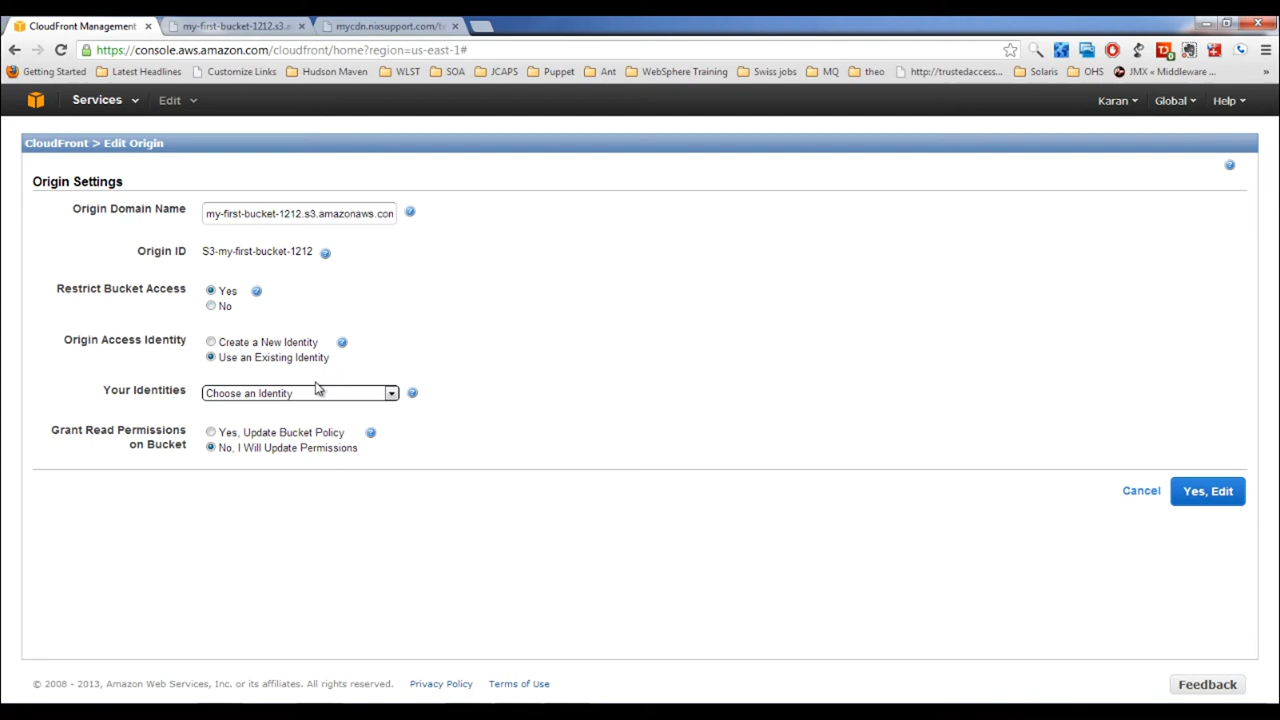 CloudFront Management
my-first-bucket-1212.s3.a
mycdn.nixsupport.com/te
https://console.aws.amazon.com/cloudfront/home?region=us-east-1#
Getting Started Latest Headlines Customize Links Hudson Maven WLST SOA JCAPS Puppet Ant WebSphere Training Swiss jobs MQ theo http://trustedaccess... Solaris OHS JMX « Middleware ... »
Services Edit Karan Global Help
CloudFront > Edit Origin
Origin Settings
Origin Domain Name my-first-bucket-1212.s3.amazonaws.con
Origin ID S3-my-first-bucket-1212
Restrict Bucket Access Yes
No
Origin Access Identity Create a New Identity
Use an Existing Identity
Your Identities Choose an Identity
Grant Read Permissions on Bucket Yes, Update Bucket Policy
No, I Will Update Permissions
Cancel Yes, Edit
© 2008 - 2013, Amazon Web Services, Inc. or its affiliates. All rights reserved. Privacy Policy Terms of Use Feedback